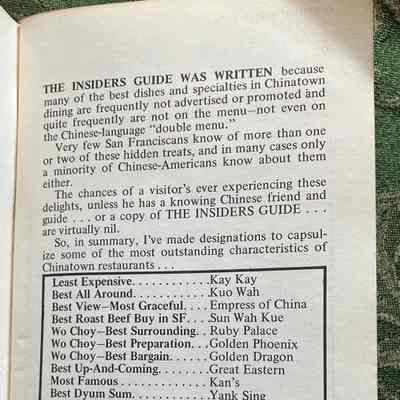 THE INSIDERS GUIDE WAS WRITTEN because
many of the best dishes and specialties in Chinatown
dining are frequently not advertised or promoted and
quite frequently are not on the menu—not even on
the Chinese-language "double menu."
Very few San Franciscans know of more than one
or two of these hidden treats, and in many cases only
a minority of Chinese-Americans know about them
either.
The chances of a visitor's ever experiencing these
delights, unless he has a knowing Chinese friend and
guide . . . or a copy of THE INSIDERS GUIDE . . .
are virtually nil.
So, in summary, I've made designations to capsul-
ize some of the most outstanding characteristics of
Chinatown restaurants . . .
Least Expensive. . . . . . . . . . . .Kay Kay
Best All Around. . . . . . . . . . . .Kuo Wah
Best View—Most Graceful. . . . Empress of China
Best Roast Beef Buy in SF. . . . Sun Wah Kue
Wo Choy—Best Surrounding. . Ruby Palace
Wo Choy—Best Preparation. . .Golden Phoenix
Wo Choy—Best Bargain. . . . . . Golden Dragon
Best Up-And-Coming. . . . . . . .Great Eastern
Most Famous . . . . . . . . . . . . . Kan's
Best Dyum Sum. . . . . . . . . . . .Yank Sing